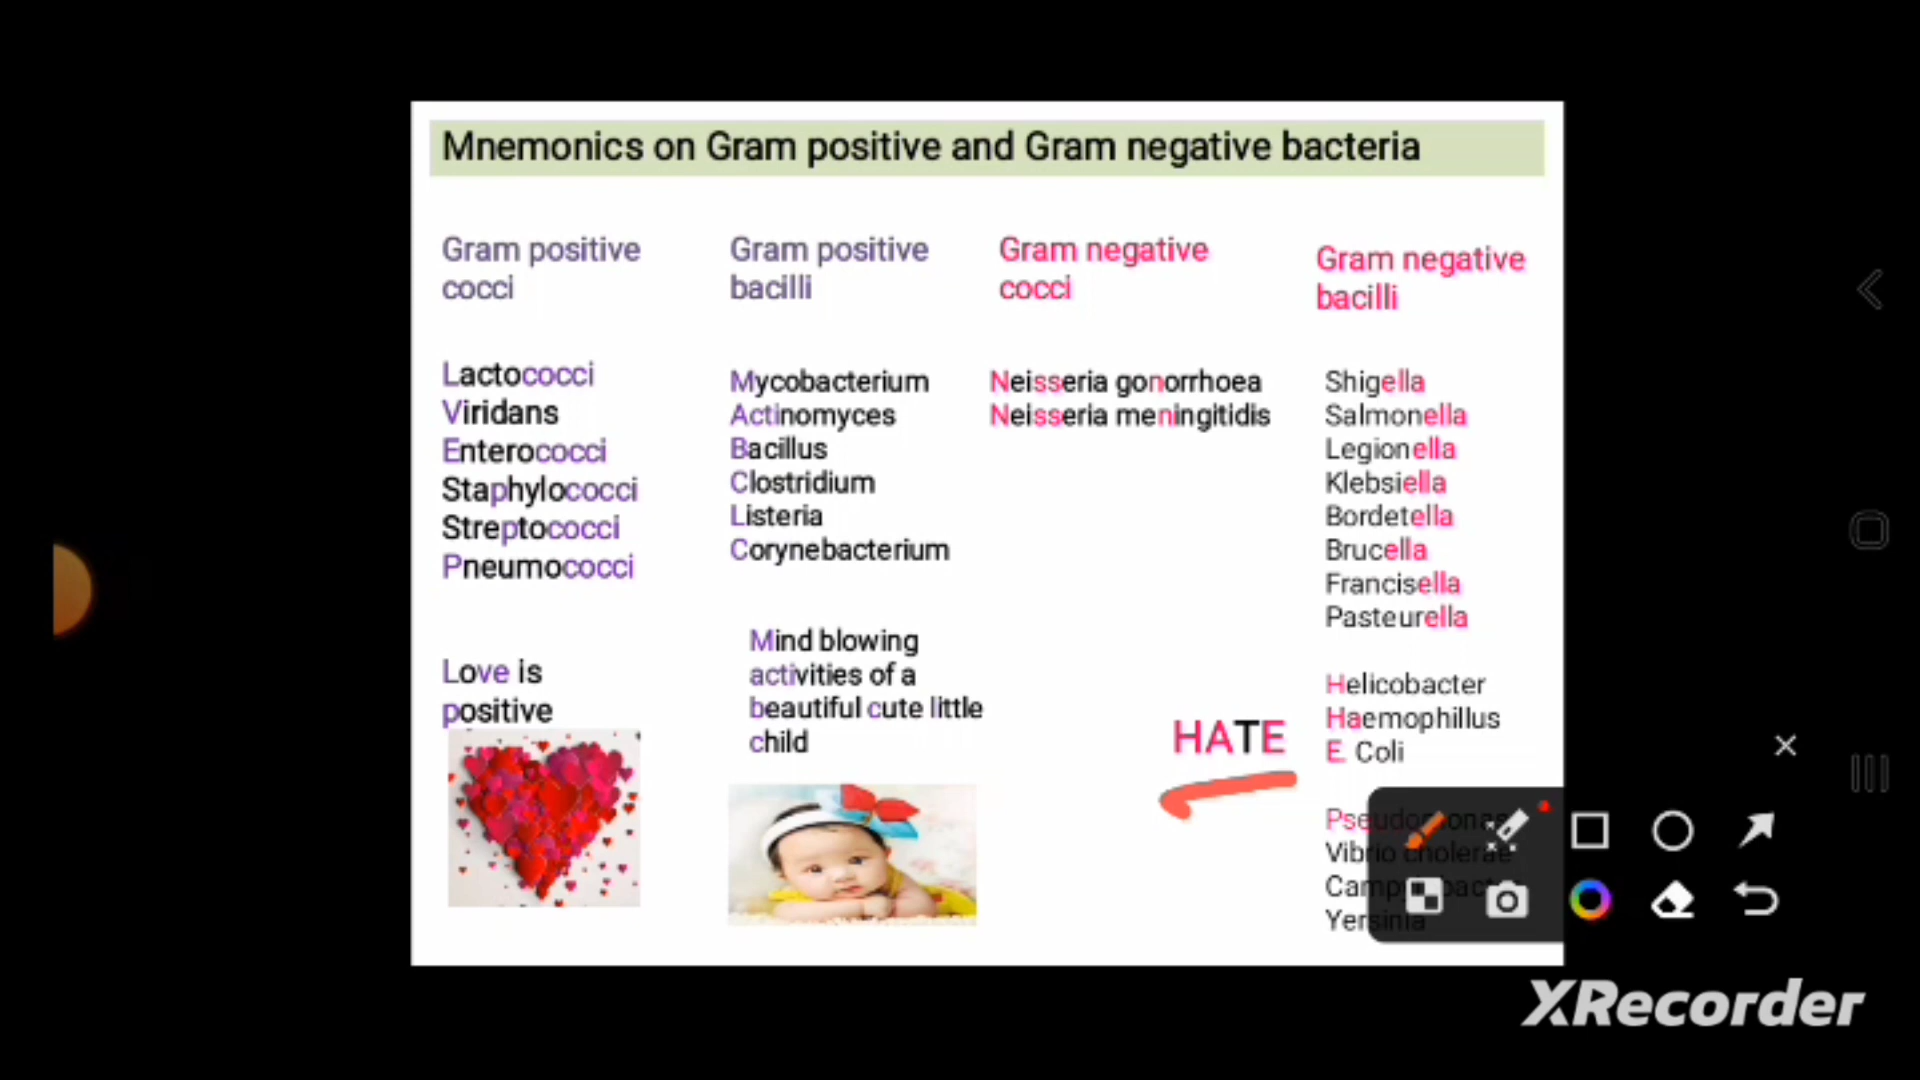 Mnemonics on Gram positive and Gram negative bacteria
Gram positive
cocci
Lactococci
Viridans
Enterococci
Staphylococci
Streptococci
Pneumococci
Love is
positive
Gram positive
bacilli
Mycobacterium
Actinomyces
Bacillus
Clostridium
Listeria
Corynebacterium
Mind blowing
activities of a
beautiful cute little
child
Gram negative
cocci
Neisseria gonorrhoea
Neisseria meningitidis
HATE
Gram negative
bacilli
Shigella
Salmonella
Legionella
Klebsiella
Bordetella
Brucella
Francisella
Pasteurella
Helicobacter
Haemophillus
E. Coli
Vibrio cholerae
Yersinia
XRecorder